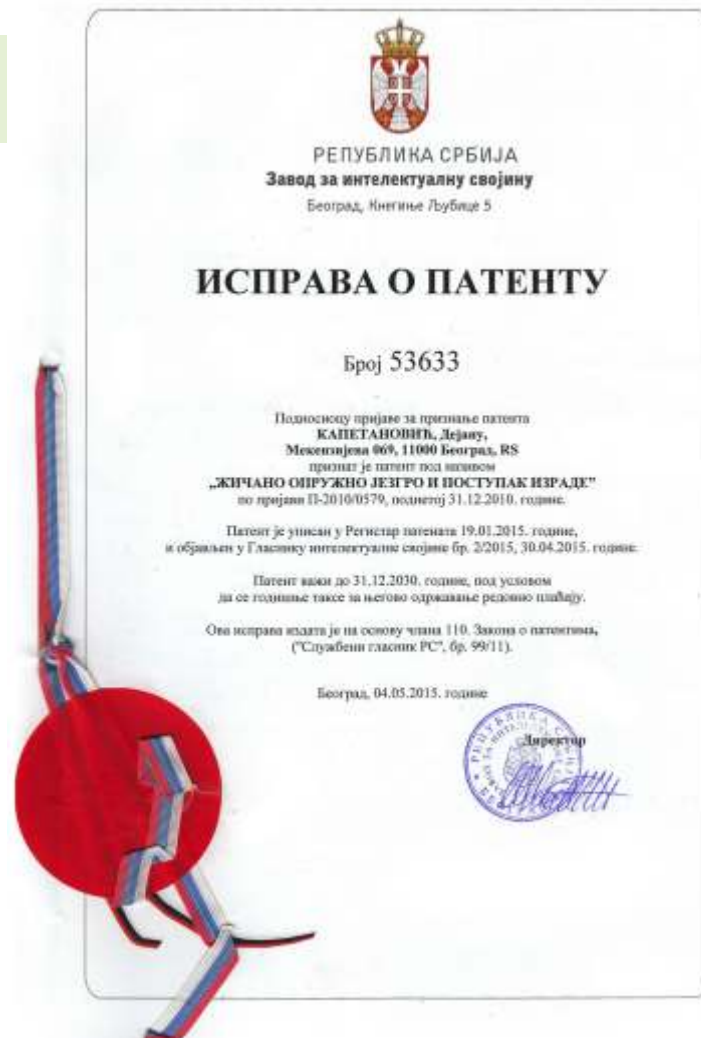 РЕПУБЛИКА СРБИЈА
Завод за интелектуалну својину
Београд, Кнегиње Љубице 5
ИСПРАВА О ПАТЕНТУ
Број 53633
Подносиоцу пријаве за признање патента
КАПЕТАНОВИЋ, Дејану,
Мекензијева 069, 11000 Београд, RS
признат је патент под називом
„ЖИЧАНО ОПРУЖНО ЈЕЗГРО И ПОСТУПАК ИЗРАДЕ”
по пријави П-2010/0579, поднетој 31.12.2010. године.
Патент је уписан у Регистар патената 19.01.2015. године,
и објављен у Гласнику интелектуалне својине бр. 2/2015, 30.04.2015. године.
Патент важи до 31.12.2030. године, под условом
да се годишње таксе за његово одржавање редовно плаћају.
Ова исправа издата је на основу члана 110. Закона о патентима,
("Службени гласник РС", бр. 99/11).
Београд, 04.05.2015. године
Директор